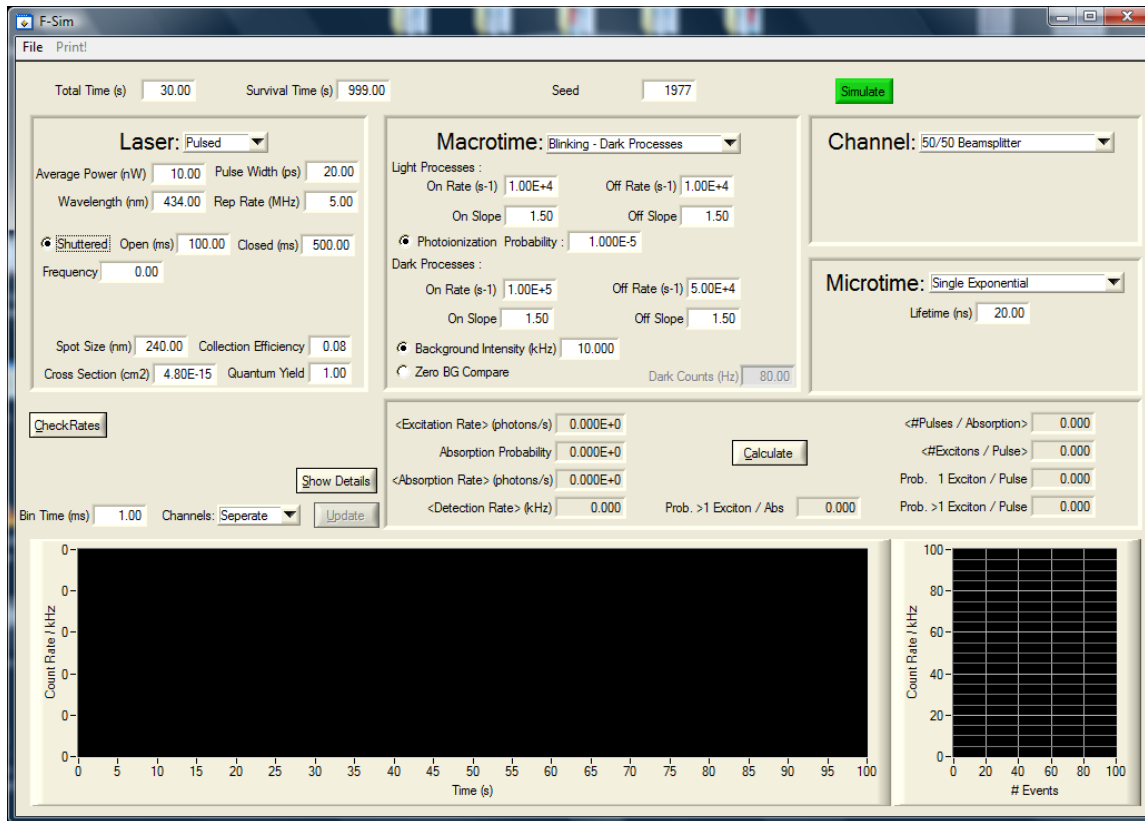 F-Sim
File Print!
Total Time (s) 30.00 Survival Time (s) 999.00 Seed 1977 Simulate
Laser: Pulsed
Average Power (nW) 10.00 Pulse Width (ps) 20.00
Wavelength (nm) 434.00 Rep Rate (MHz) 5.00
Shuttered Open (ms) 100.00 Closed (ms) 500.00
Frequency 0.00
Spot Size (nm) 240.00 Collection Efficiency 0.08
Cross Section (cm2) 4.80E-15 Quantum Yield 1.00
Macrotime: Blinking - Dark Processes
Light Processes :
On Rate (s-1) 1.00E+4 Off Rate (s-1) 1.00E+4
On Slope 1.50 Off Slope 1.50
Photoionization Probability : 1.000E-5
Dark Processes :
On Rate (s-1) 1.00E+5 Off Rate (s-1) 5.00E+4
On Slope 1.50 Off Slope 1.50
Background Intensity (kHz) 10.000
Zero BG Compare Dark Counts (Hz) 80.00
Channel: 50/50 Beamsplitter
Microtime: Single Exponential
Lifetime (ns) 20.00
CheckRates
Show Details
Bin Time (ms) 1.00 Channels: Seperate Update
<Excitation Rate> (photons/s) 0.000E+0 <#Pulses / Absorption> 0.000
Absorption Probability 0.000E+0 Calculate <#Excitons / Pulse> 0.000
<Absorption Rate> (photons/s) 0.000E+0 Prob. 1 Exciton / Pulse 0.000
<Detection Rate> (kHz) 0.000 Prob. >1 Exciton / Abs 0.000 Prob. >1 Exciton / Pulse 0.000
Count Rate / kHz
0
0
0
0
0
0
0 5 10 15 20 25 30 35 40 45 50 55 60 65 70 75 80 85 90 95 100
Time (s)
Count Rate / kHz
100
80
60
40
20
0
0 20 40 60 80 100
# Events